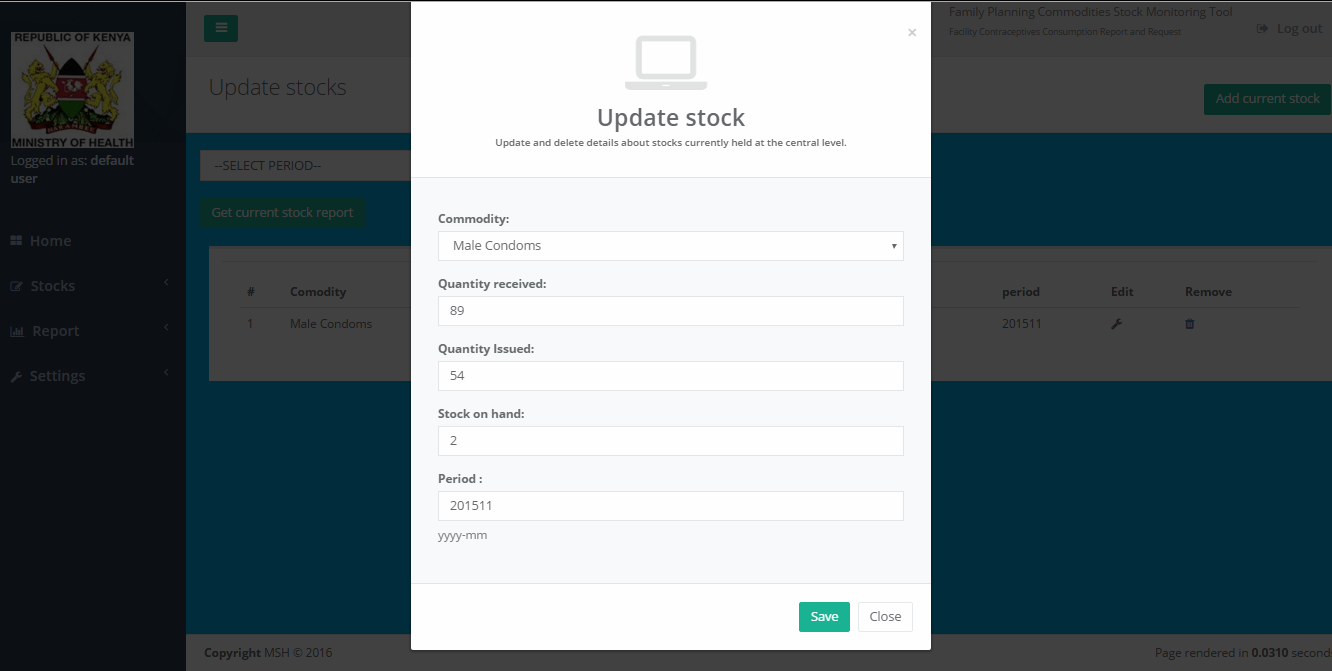 REPUBLIC OF KENYA
HARAMBEE
MINISTRY OF HEALTH
Logged in as: default
user
Home
Stocks
Report
Settings
Family Planning Commodities Stock Monitoring Tool
Facility Contraceptives Consumption Report and Request
Log out
Update stocks
Add current stock
--SELECT PERIOD--
Get current stock report
# Comodity period Edit Remove
1 Male Condoms 201511
×
Update stock
Update and delete details about stocks currently held at the central level.
Commodity:
Male Condoms
Quantity received:
89
Quantity Issued:
54
Stock on hand:
2
Period :
201511
yyyy-mm
Save Close
Copyright MSH © 2016
Page rendered in 0.0310 second